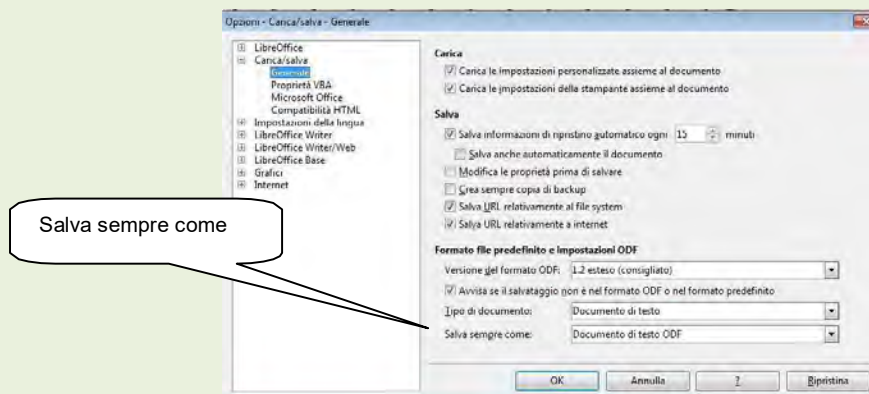 Opzioni - Carica/salva - Generale
LibreOffice
Carica/salva
Generale
Proprietà VBA
Microsoft Office
Compatibilità HTML
Impostazioni della lingua
LibreOffice Writer
LibreOffice Writer/Web
LibreOffice Base
Grafici
Internet
Carica
Carica le impostazioni personalizzate assieme al documento
Carica le impostazioni della stampante assieme al documento
Salva
Salva informazioni di ripristino automatico ogni 15 minuti
Salva anche automaticamente il documento
Modifica le proprietà prima di salvare
Crea sempre copia di backup
Salva URL relativamente al file system
Salva URL relativamente a internet
Formato file predefinito e impostazioni ODF
Versione del formato ODF: 1.2 esteso (consigliato)
Avvisa se il salvataggio non è nel formato ODF o nel formato predefinito
Tipo di documento: Documento di testo
Salva sempre come: Documento di testo ODF
OK Annulla ? Ripristina
Salva sempre come